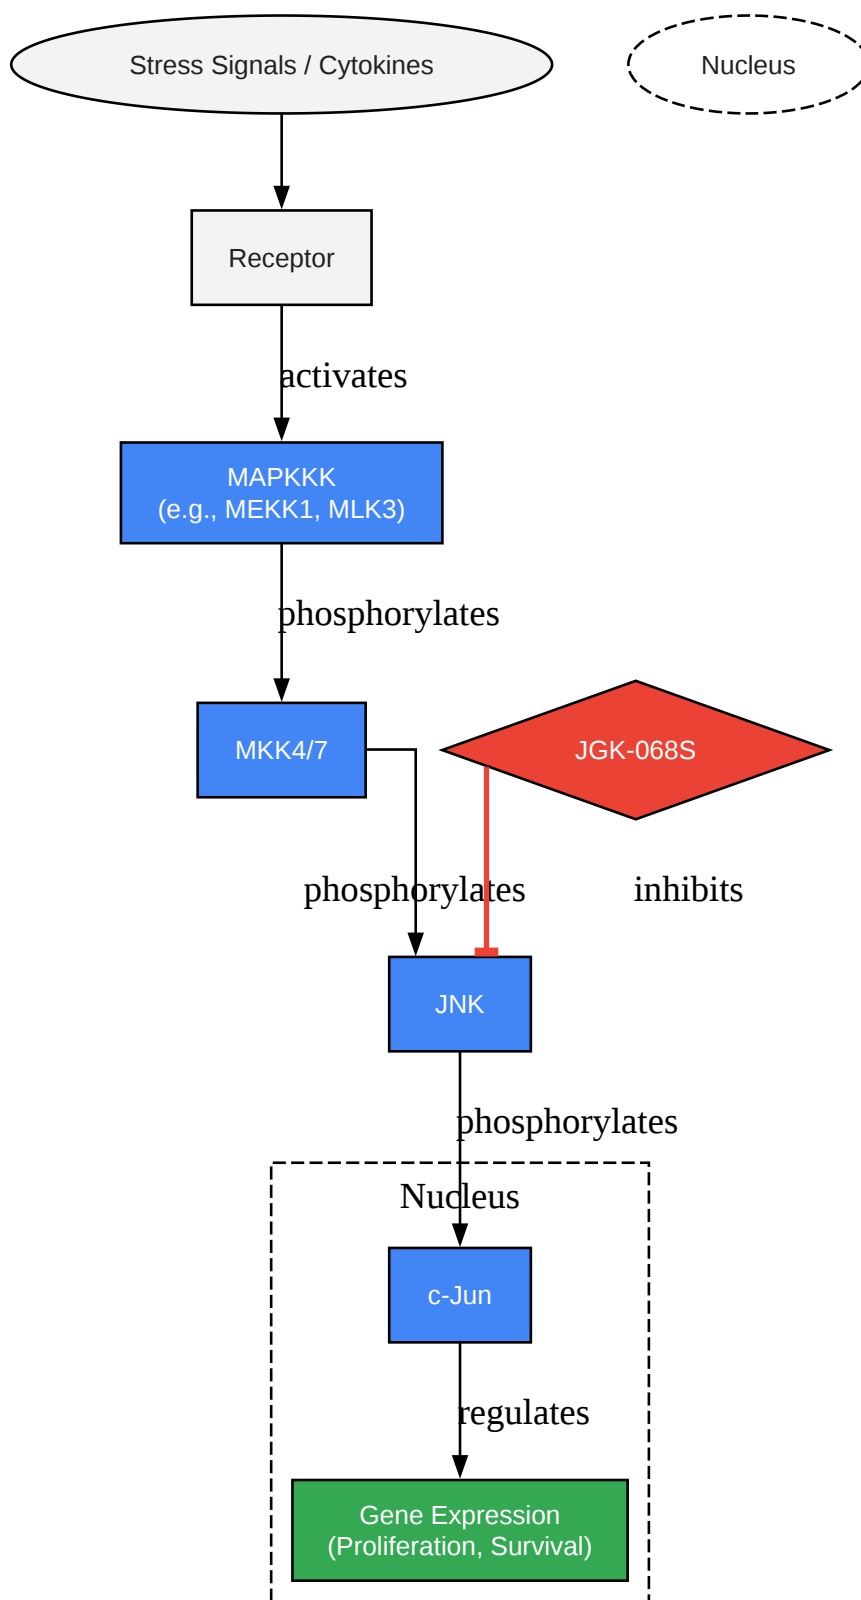 Stress Signals / Cytokines
Nucleus
Receptor
activates
MAPKKK
(e.g., MEKK1, MLK3)
phosphorylates
MKK4/7
JGK-068S
phosphorylates
inhibits
JNK
phosphorylates
Nucleus
c-Jun
regulates
Gene Expression
(Proliferation, Survival)